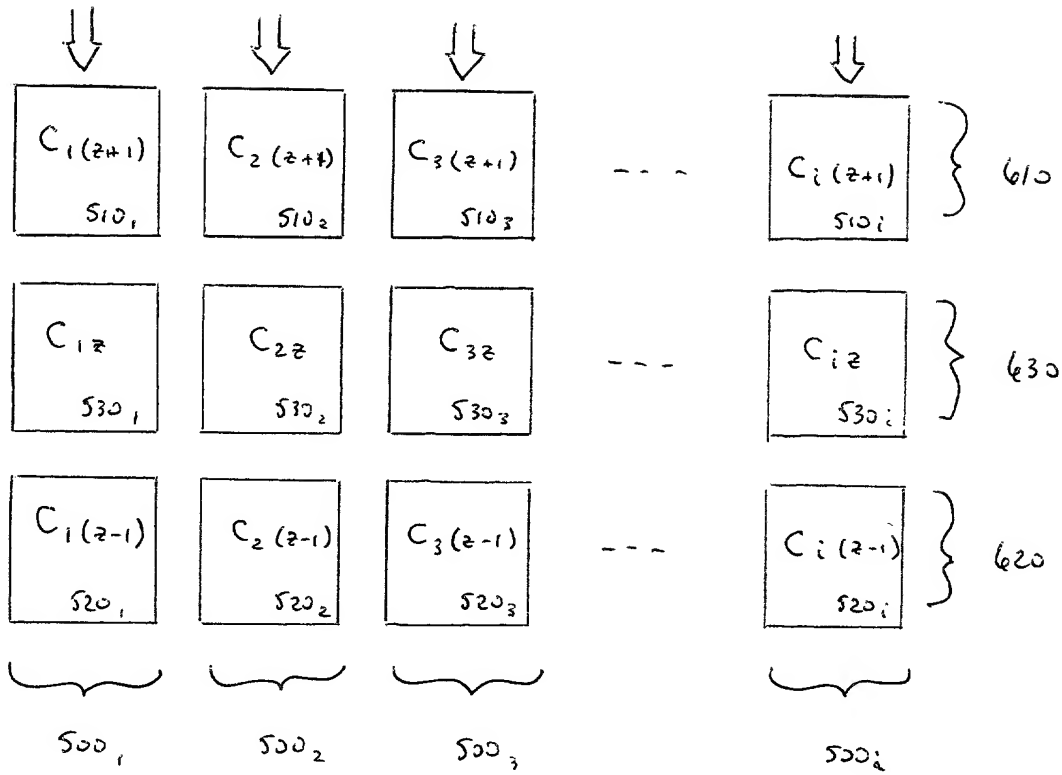 C₁(z+1) C₂(z+1) C₃(z+1) - - - Cᵢ(z+1) 610
510₁ 510₂ 510₃ 510ᵢ
C₁z C₂z C₃z - - - Cᵢz 630
530₁ 530₂ 530₃ 530ᵢ
C₁(z-1) C₂(z-1) C₃(z-1) - - - Cᵢ(z-1) 620
520₁ 520₂ 520₃ 520ᵢ
500₁ 500₂ 500₃ 500ᵢ